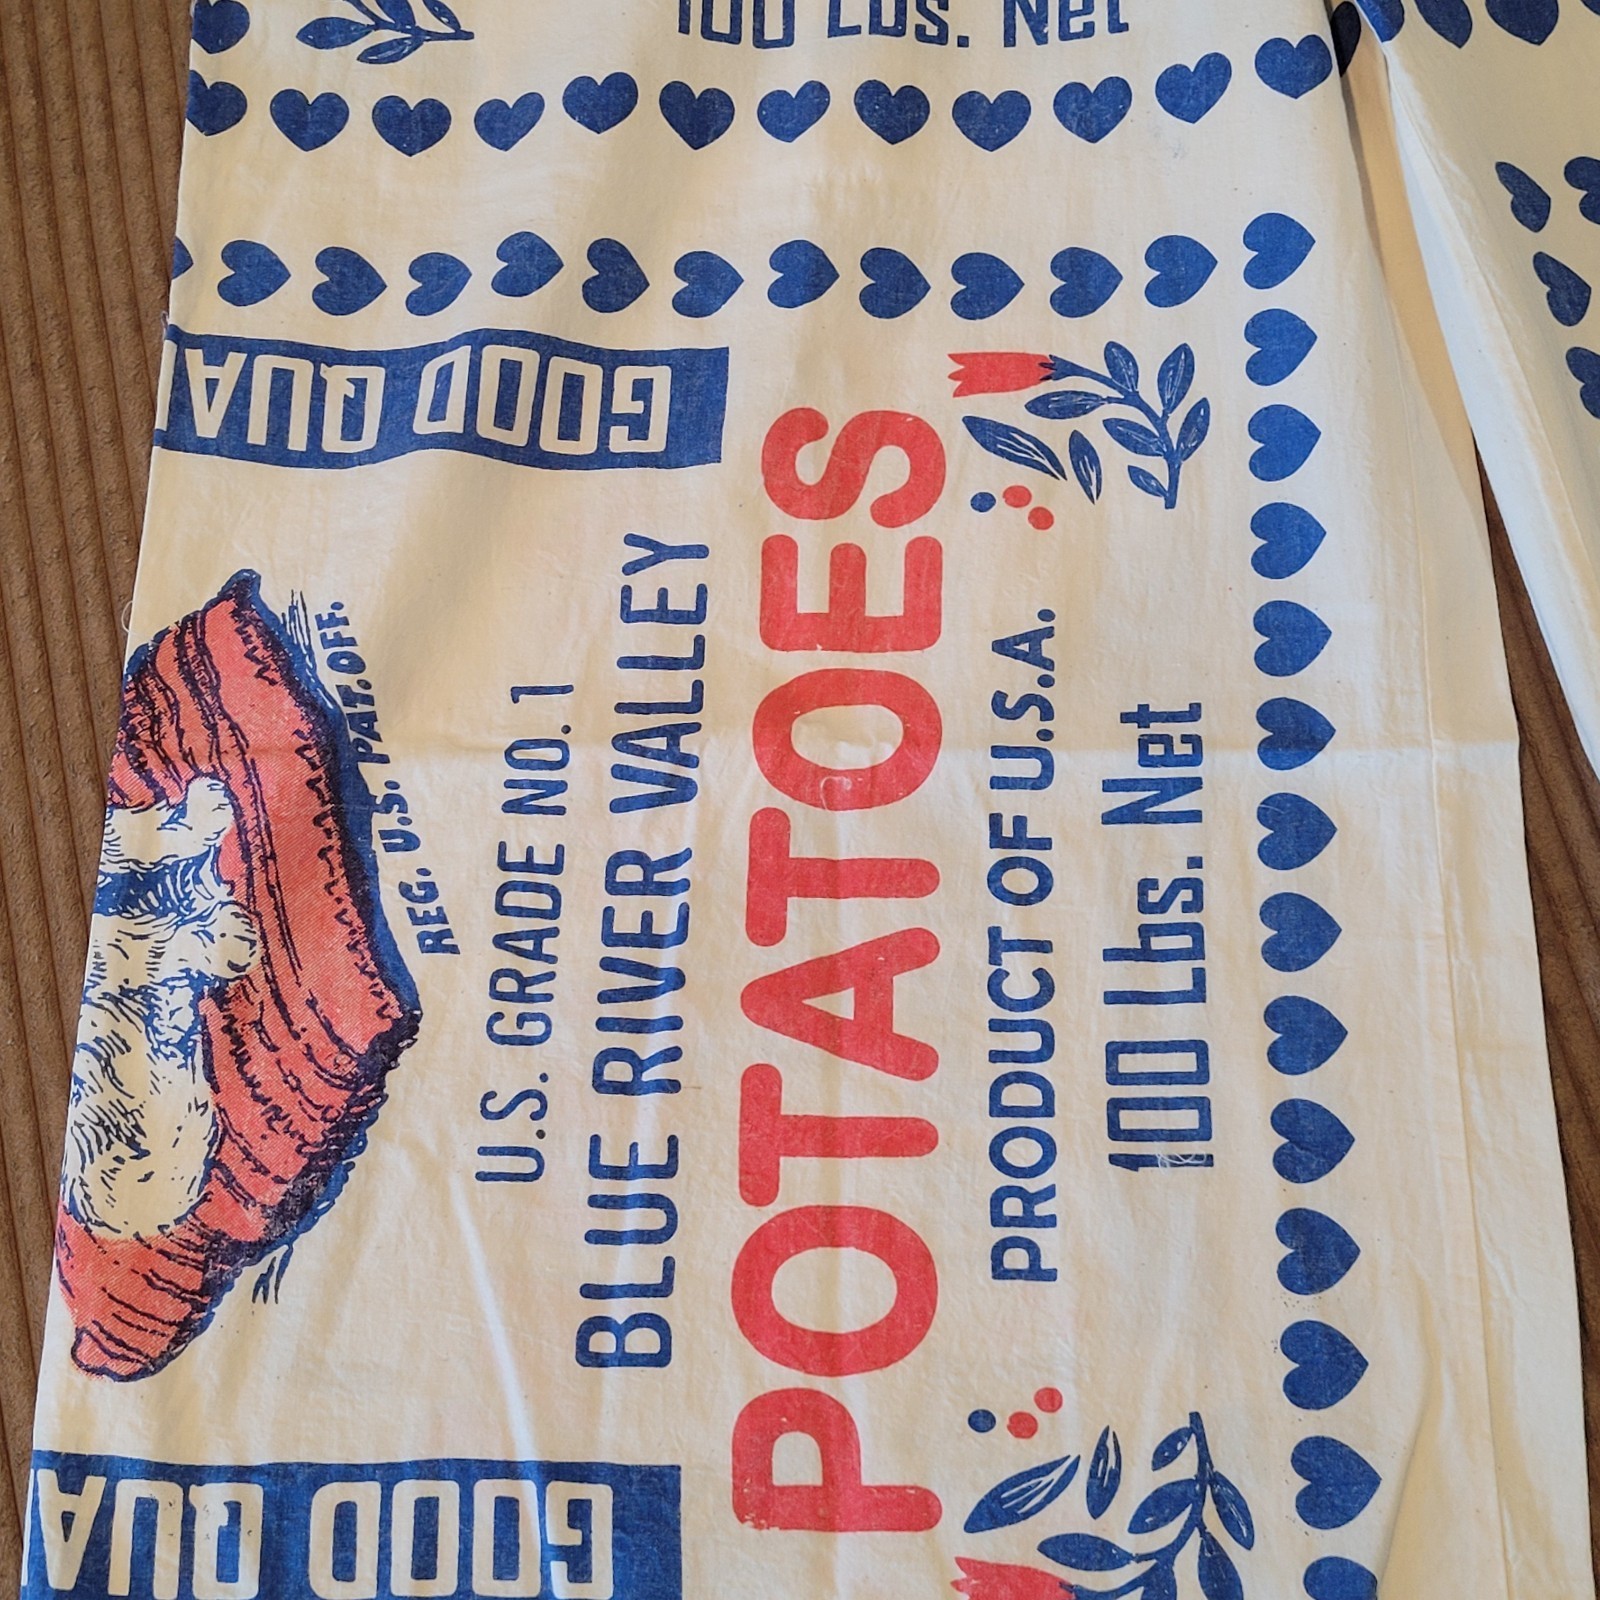 100 Lbs. Net
GOOD QUA
REG. U.S. PAT. OFF.
U.S. GRADE NO. 1
BLUE RIVER VALLEY
POTATOES
PRODUCT OF U.S.A.
100 Lbs. Net
GOOD QUA